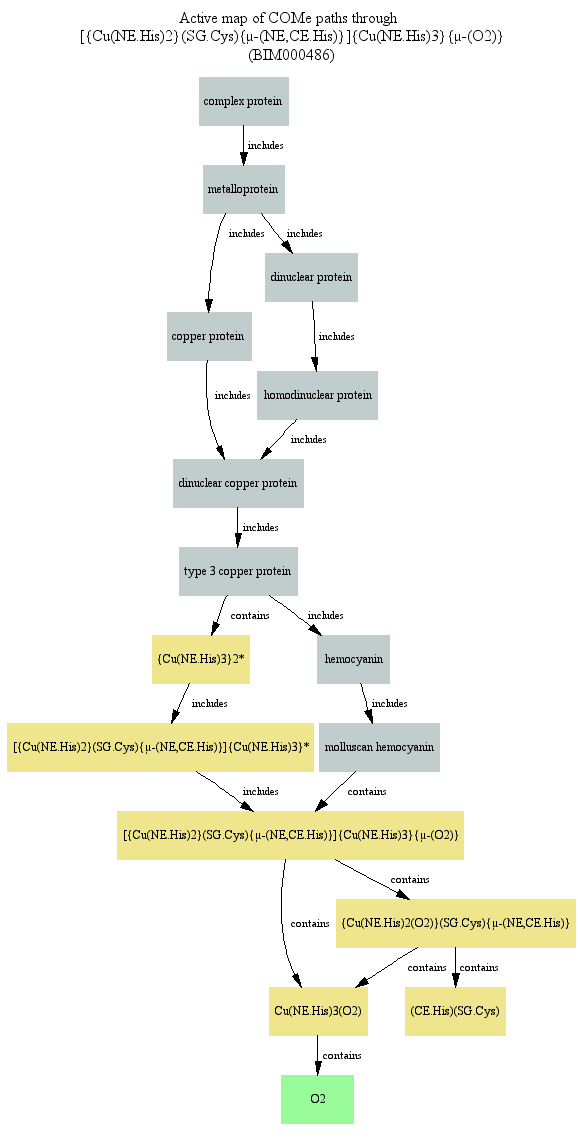 Active map of COMe paths through
[{Cu(NE.His)2}(SG.Cys){μ-(NE,CE.His)}]{Cu(NE.His)3}{μ-(O2)}
(BIM000486)
complex protein
includes
metalloprotein
includes
includes
dinuclear protein
copper protein
includes
includes
homodinuclear protein
includes
dinuclear copper protein
includes
type 3 copper protein
contains
includes
{Cu(NE.His)3}2*
hemocyanin
includes
includes
[{Cu(NE.His)2}(SG.Cys){μ-(NE,CE.His)}]{Cu(NE.His)3}*
molluscan hemocyanin
includes
contains
[{Cu(NE.His)2}(SG.Cys){μ-(NE,CE.His)}]{Cu(NE.His)3}{μ-(O2)}
contains
contains
{Cu(NE.His)2(O2)}(SG.Cys){μ-(NE,CE.His)}
contains
contains
Cu(NE.His)3(O2)
(CE.His)(SG.Cys)
contains
O2